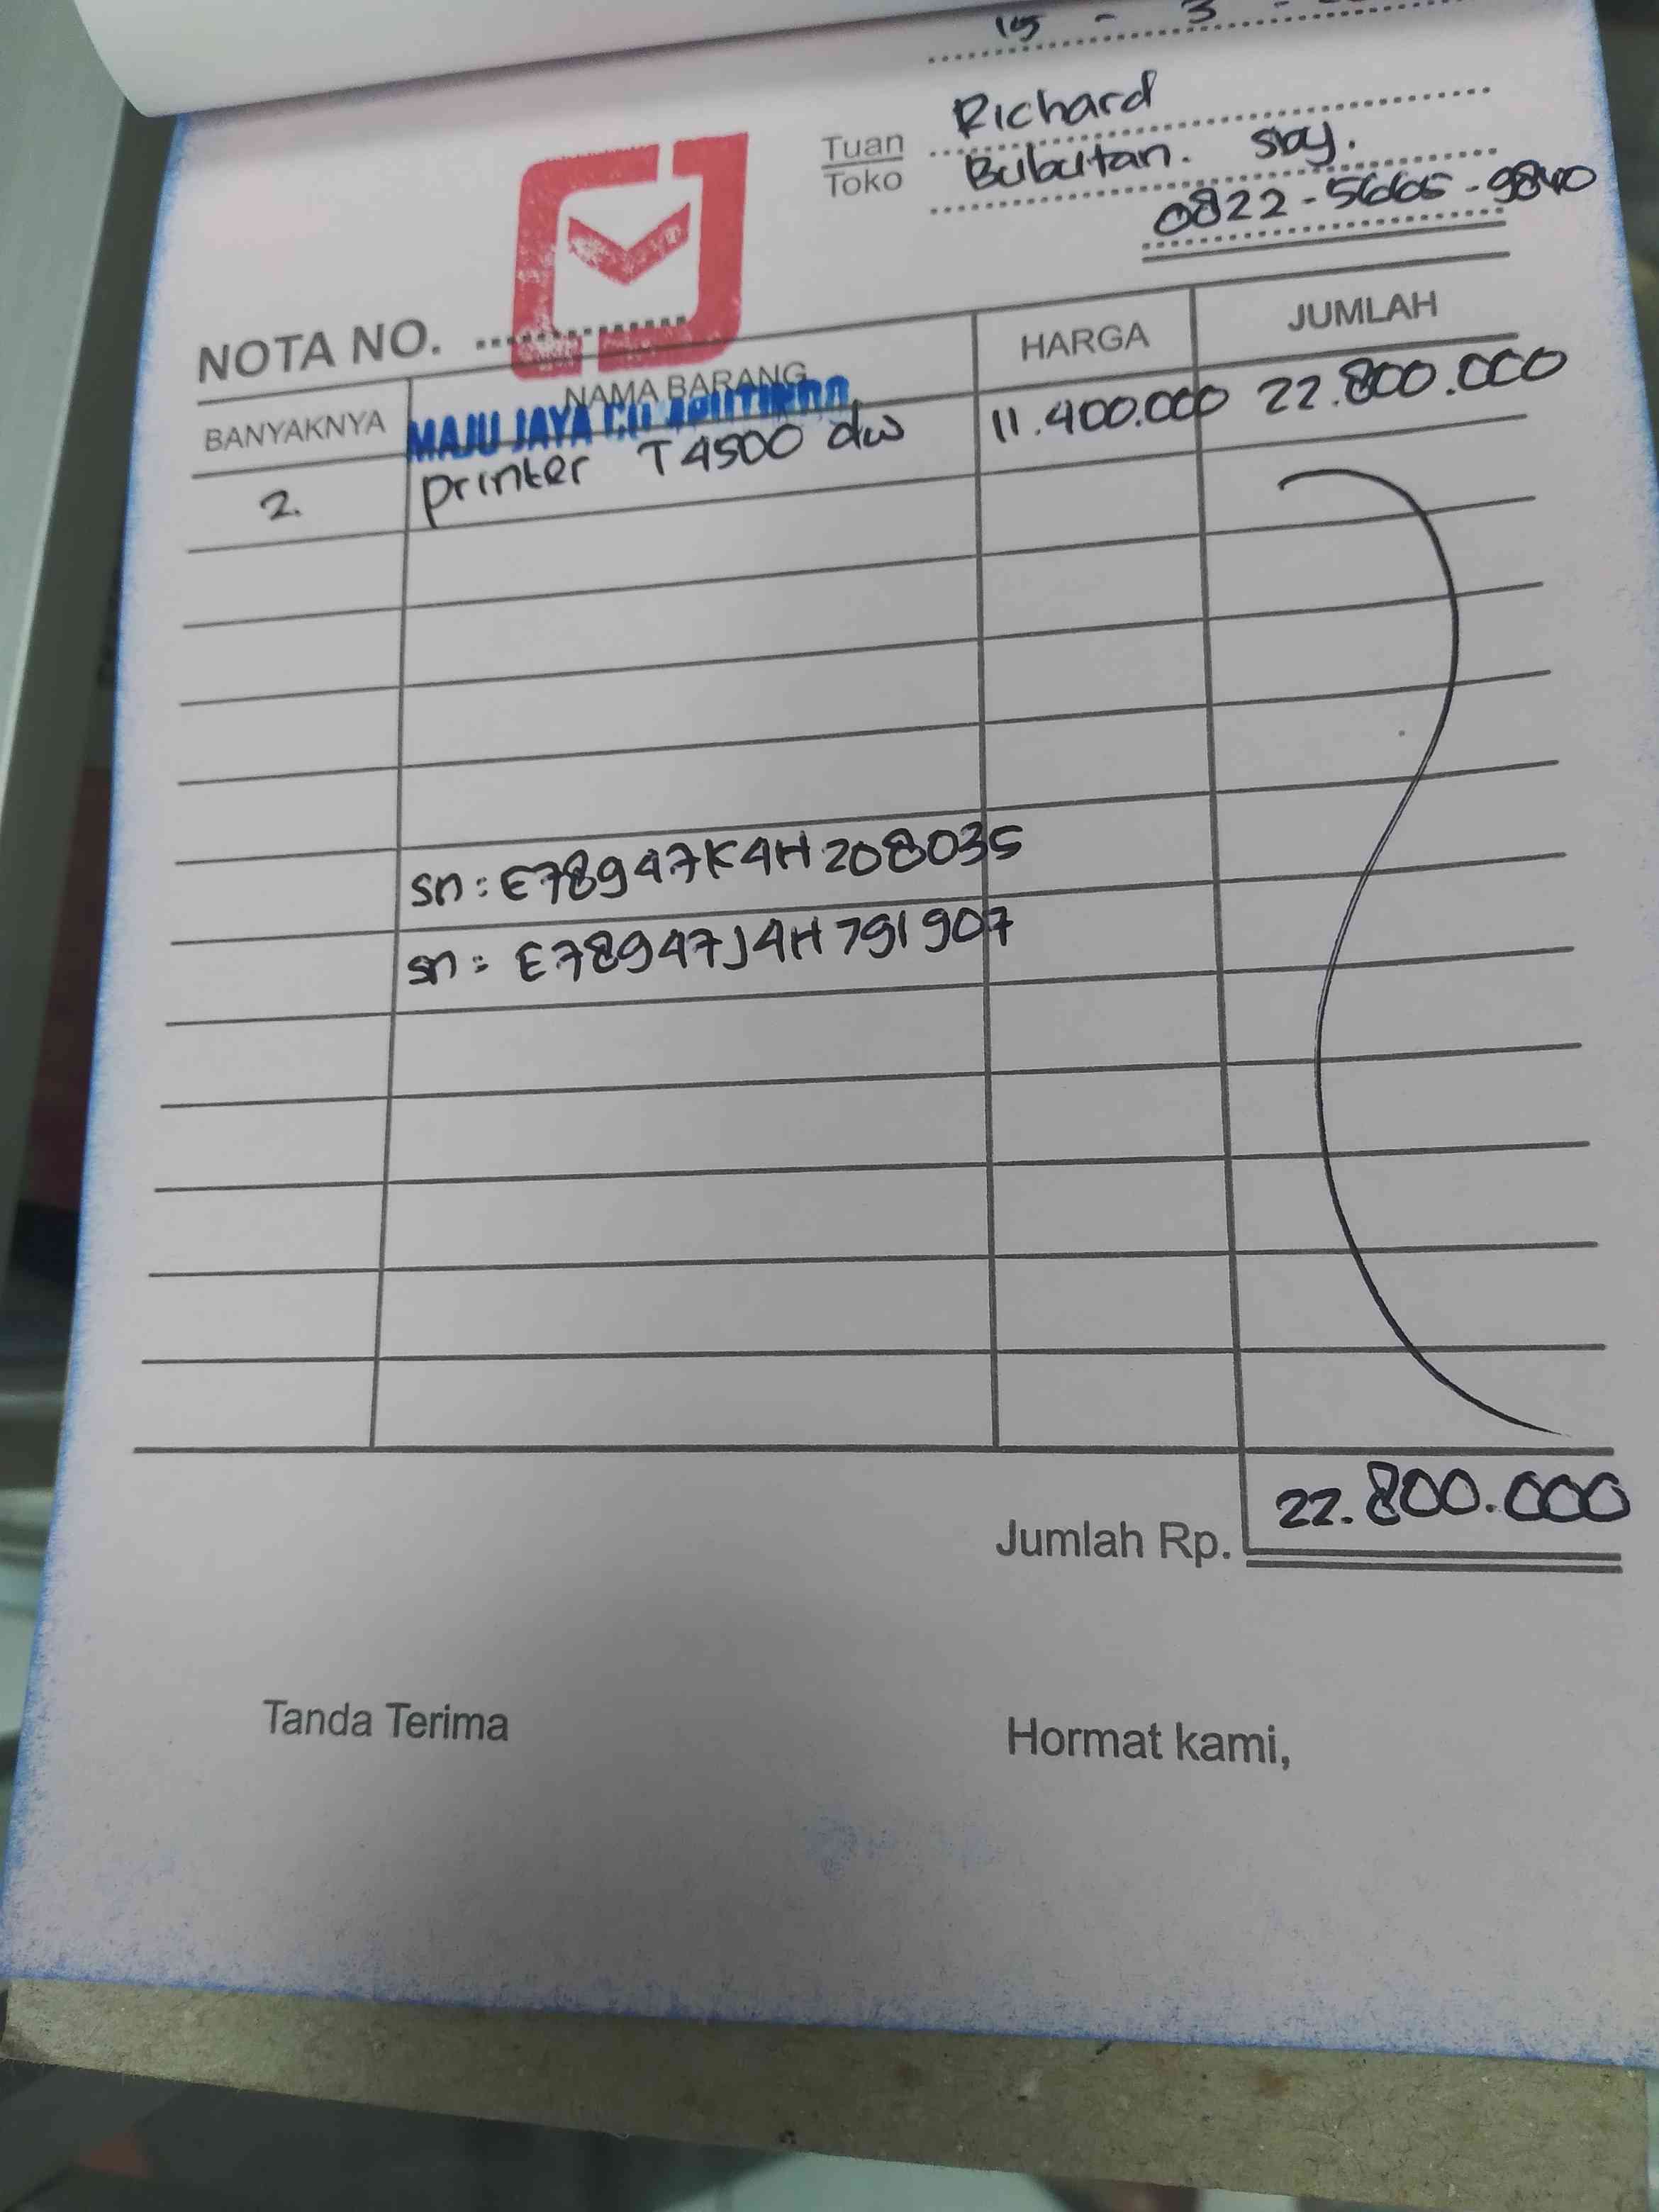 15 - 3 -
Tuan Richard
Toko Bubutan. Sby.
0822-5665-9840
NOTA NO. ............
BANYAKNYA NAMA BARANG HARGA JUMLAH
MAJU JAYA
2. printer T4500 dw 11.400.000 22.800.000
sn: E78947K4H208035
sn: E78947J4H791907
Jumlah Rp. 22.800.000
Tanda Terima Hormat kami,